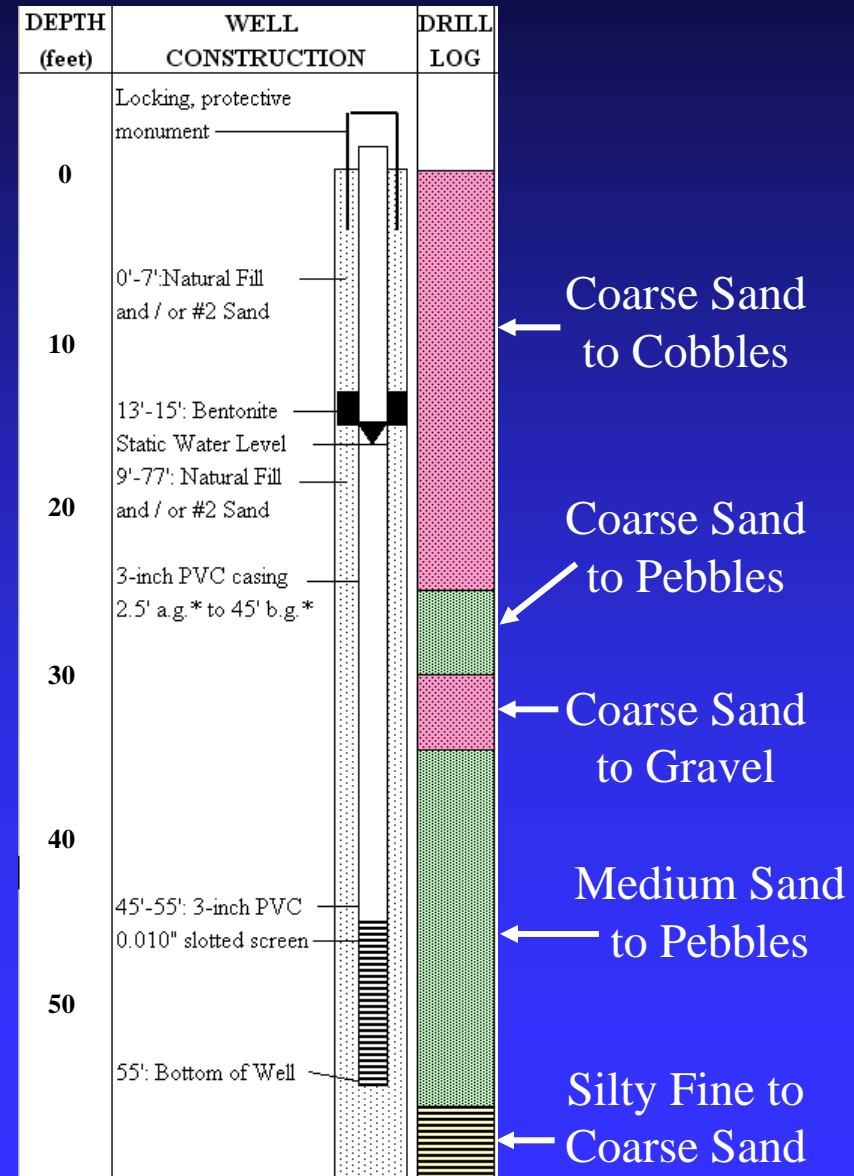 DEPTH
(feet)
WELL
CONSTRUCTION
DRILL
LOG
Locking, protective
monument
0
0'-7':Natural Fill
and / or #2 Sand
10
13'-15': Bentonite
Static Water Level
9'-77': Natural Fill
and / or #2 Sand
20
3-inch PVC casing
2.5' a.g.* to 45' b.g.*
30
40
45'-55': 3-inch PVC
0.010" slotted screen
50
55': Bottom of Well
Coarse Sand
to Cobbles
Coarse Sand
to Pebbles
Coarse Sand
to Gravel
Medium Sand
to Pebbles
Silty Fine to
Coarse Sand